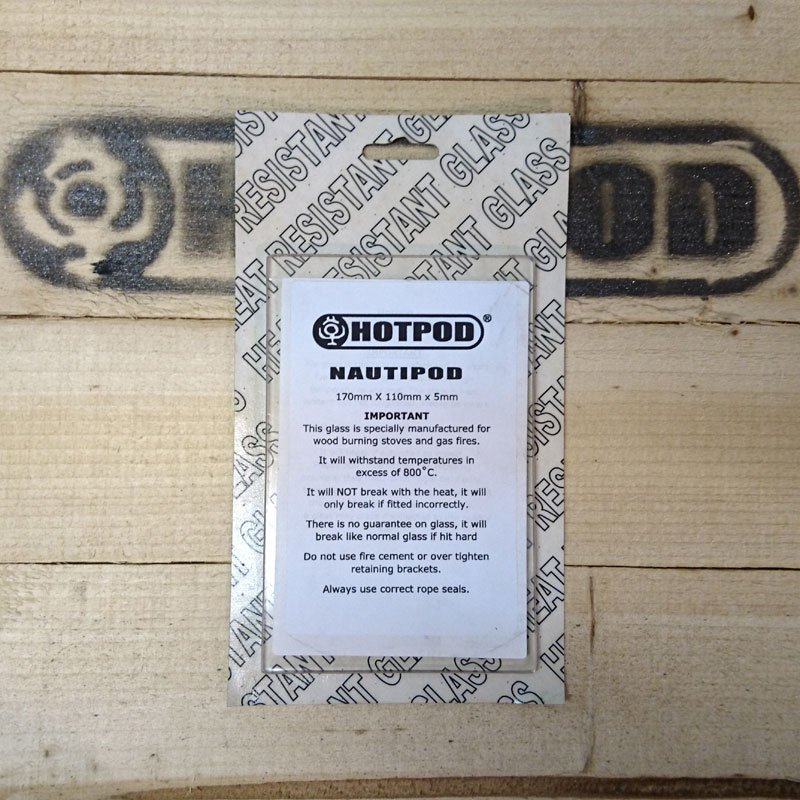 HEAT RESISTANT GLASS
HOTPOD®
NAUTIPOD
170mm X 110mm x 5mm
IMPORTANT
This glass is specially manufactured for
wood burning stoves and gas fires.
It will withstand temperatures in
excess of 800˚C.
It will NOT break with the heat, it will
only break if fitted incorrectly.
There is no guarantee on glass, it will
break like normal glass if hit hard
Do not use fire cement or over tighten
retaining brackets.
Always use correct rope seals.